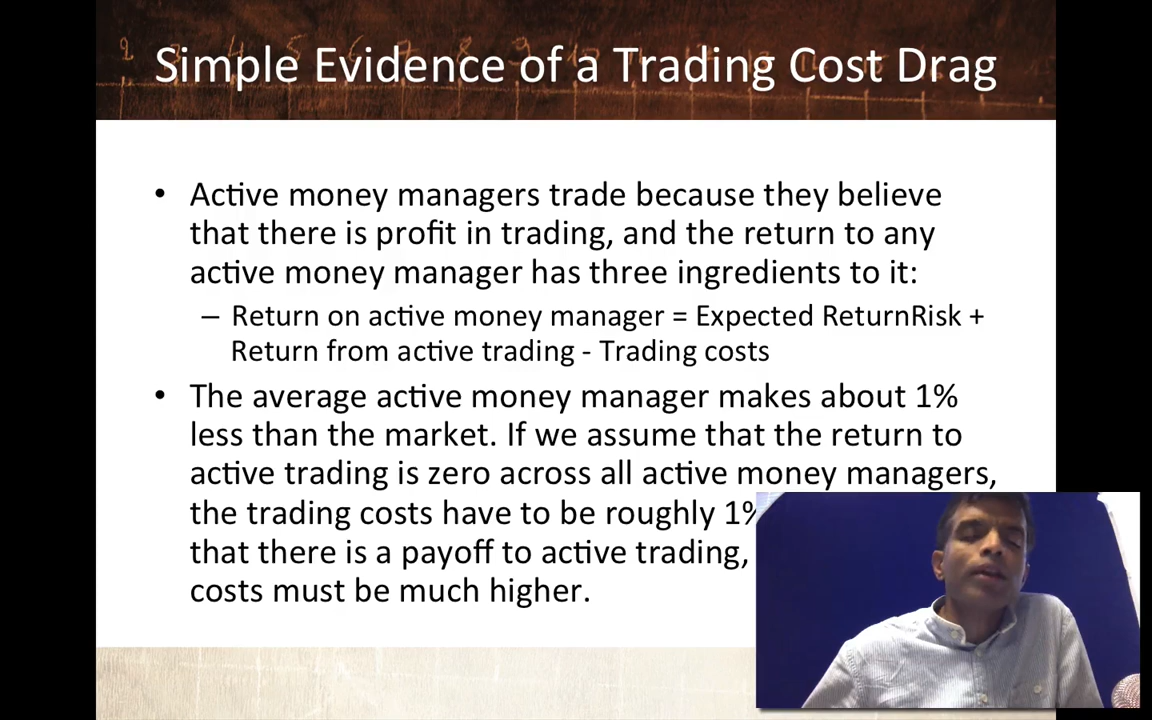 Simple Evidence of a Trading Cost Drag
• Active money managers trade because they believe
that there is profit in trading, and the return to any
active money manager has three ingredients to it:
– Return on active money manager = Expected ReturnRisk +
Return from active trading - Trading costs
• The average active money manager makes about 1%
less than the market. If we assume that the return to
active trading is zero across all active money managers,
the trading costs have to be roughly 1%
that there is a payoff to active trading,
costs must be much higher.